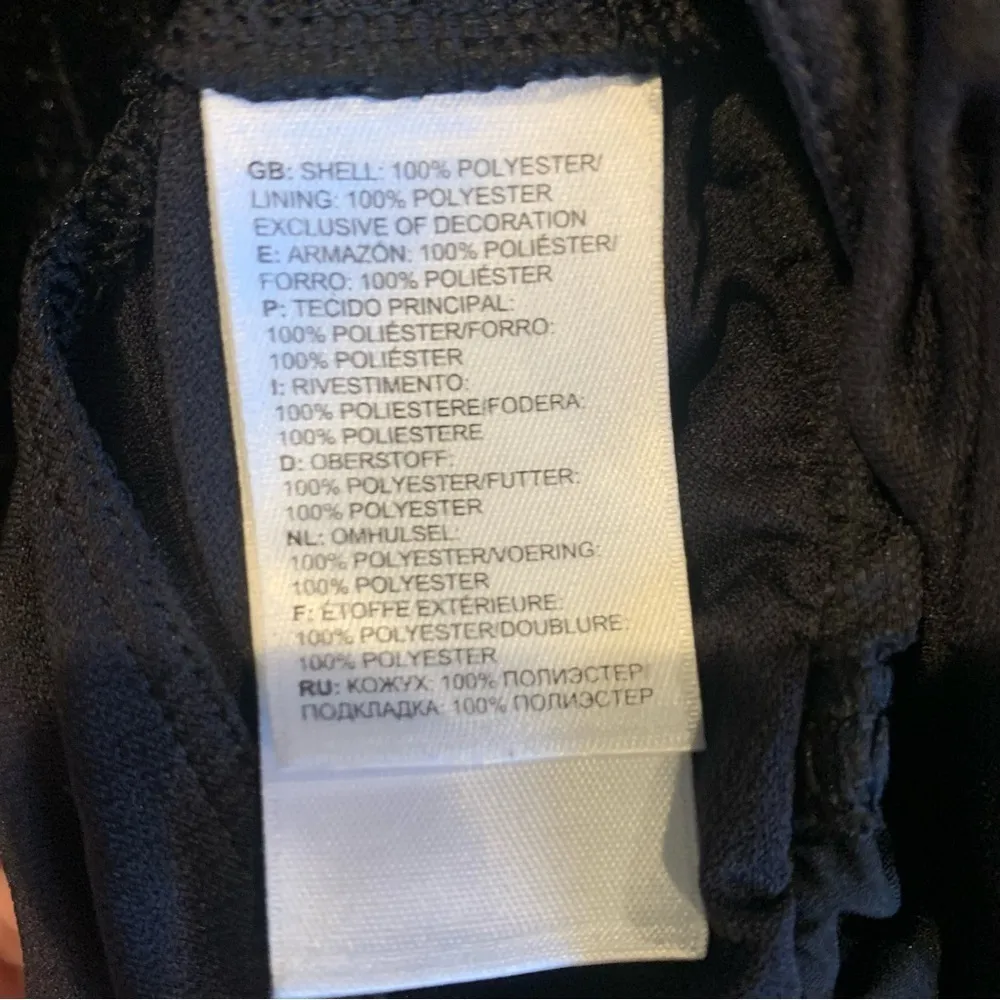 GB: SHELL: 100% POLYESTER/
LINING: 100% POLYESTER
EXCLUSIVE OF DECORATION
E: ARMAZÓN: 100% POLIÉSTER/
FORRO: 100% POLIÉSTER
P: TECIDO PRINCIPAL:
100% POLIÉSTER/FORRO:
100% POLIÉSTER
I: RIVESTIMENTO:
100% POLIESTERE/FODERA:
100% POLIESTERE
D: OBERSTOFF:
100% POLYESTER/FUTTER:
100% POLYESTER
NL: OMHULSEL:
100% POLYESTER/VOERING:
100% POLYESTER
F: ÉTOFFE EXTÉRIEURE:
100% POLYESTER/DOUBLURE:
100% POLYESTER
RU: КОЖУХ: 100% ПОЛИЭСТЕР/
ПОДКЛАДКА: 100% ПОЛИЭСТЕР